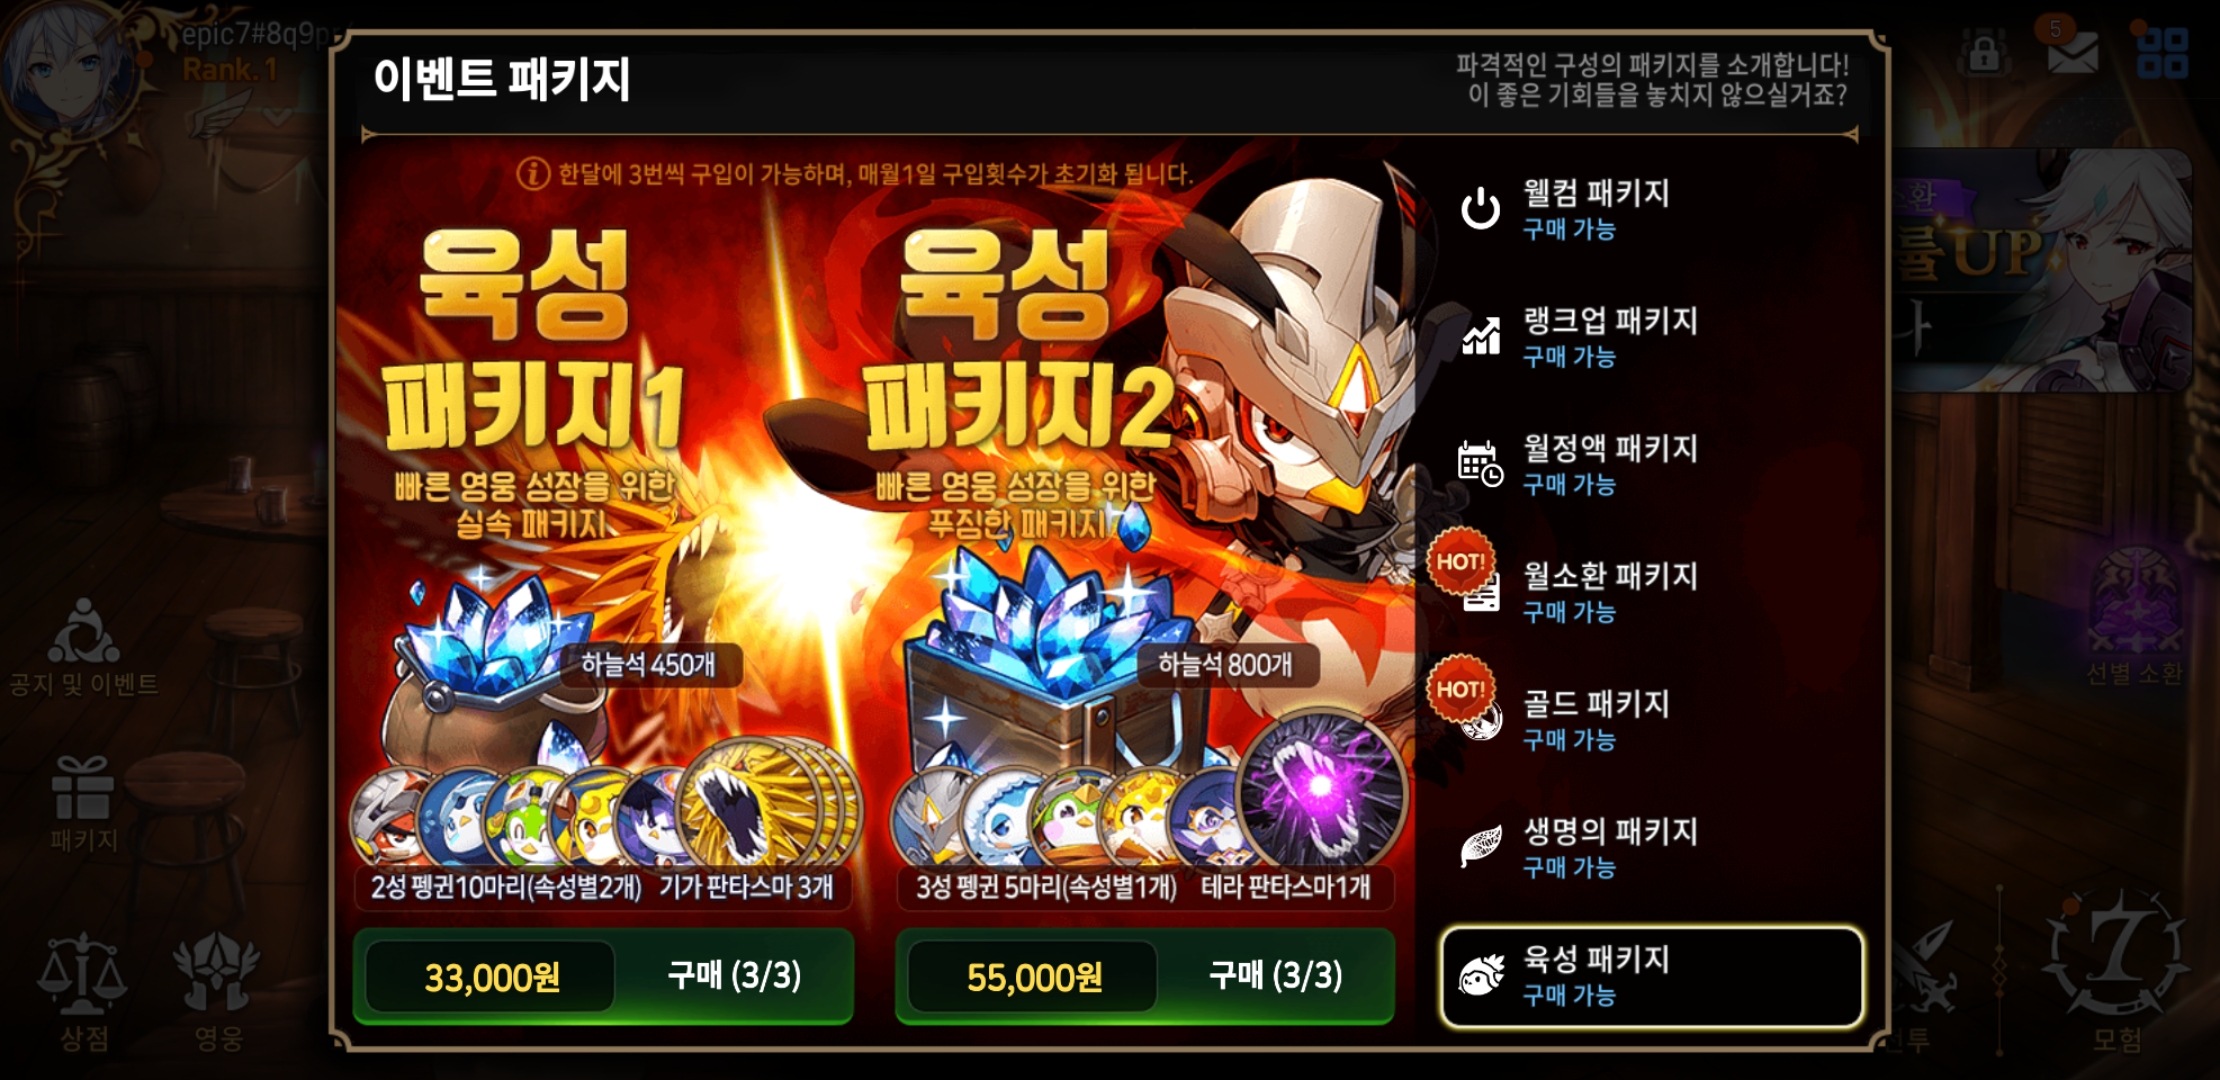 epic7#8q9p
Rank.1
5
이벤트 패키지
파격적인 구성의 패키지를 소개합니다!
이 좋은 기회들을 놓치지 않으실거죠?
한달에 3번씩 구입이 가능하며, 매월1일 구입횟수가 초기화 됩니다.
육성
패키지1
빠른 영웅 성장을 위한
실속 패키지
하늘석 450개
2성 펭귄10마리(속성별2개) 기가 판타스마 3개
33,000원 구매 (3/3)
육성
패키지2
빠른 영웅 성장을 위한
푸짐한 패키지
하늘석 800개
3성 펭귄 5마리(속성별1개) 테라 판타스마1개
55,000원 구매 (3/3)
웰컴 패키지
구매 가능
랭크업 패키지
구매 가능
월정액 패키지
구매 가능
HOT!
월소환 패키지
구매 가능
HOT!
골드 패키지
구매 가능
생명의 패키지
구매 가능
육성 패키지
구매 가능
공지 및 이벤트
패키지
상점
영웅
률UP
선별 소환
7
모험